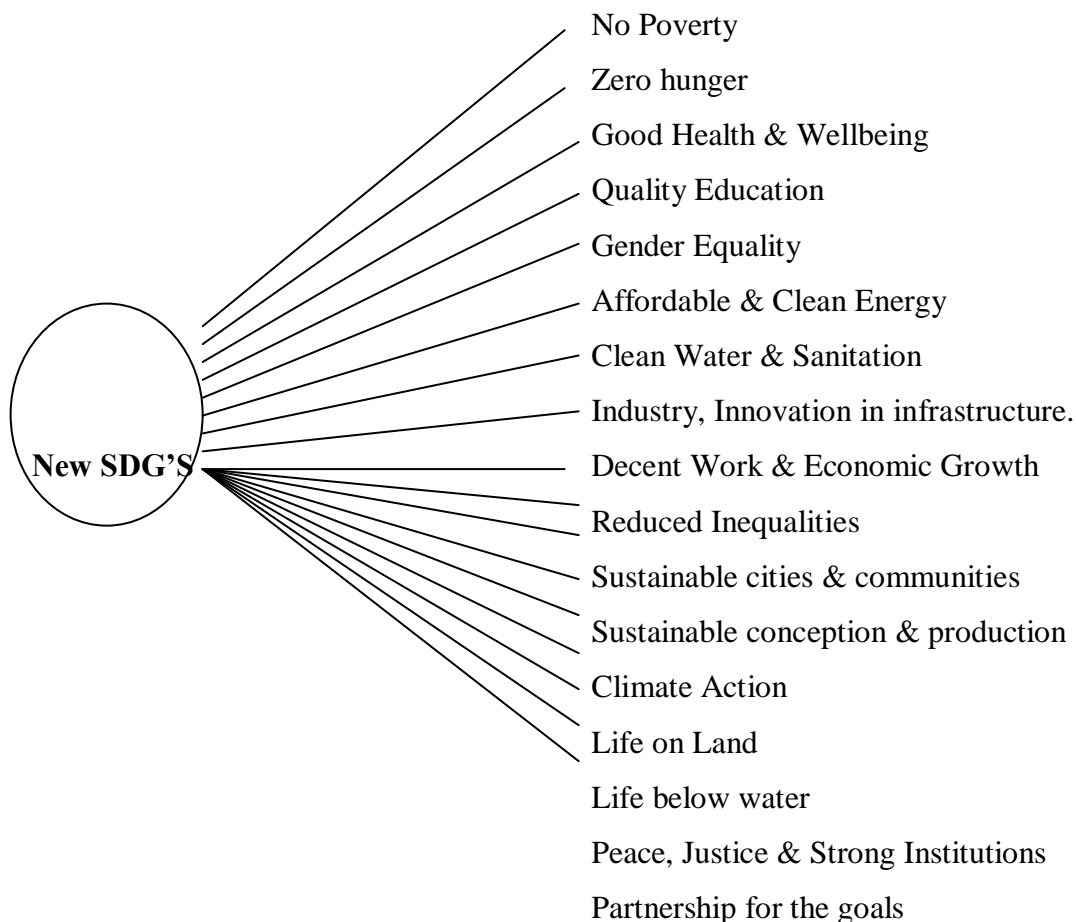 No Poverty
Zero hunger
Good Health & Wellbeing
Quality Education
Gender Equality
Affordable & Clean Energy
Clean Water & Sanitation
Industry, Innovation in infrastructure.
New SDG’S
Decent Work & Economic Growth
Reduced Inequalities
Sustainable cities & communities
Sustainable conception & production
Climate Action
Life on Land
Life below water
Peace, Justice & Strong Institutions
Partnership for the goals